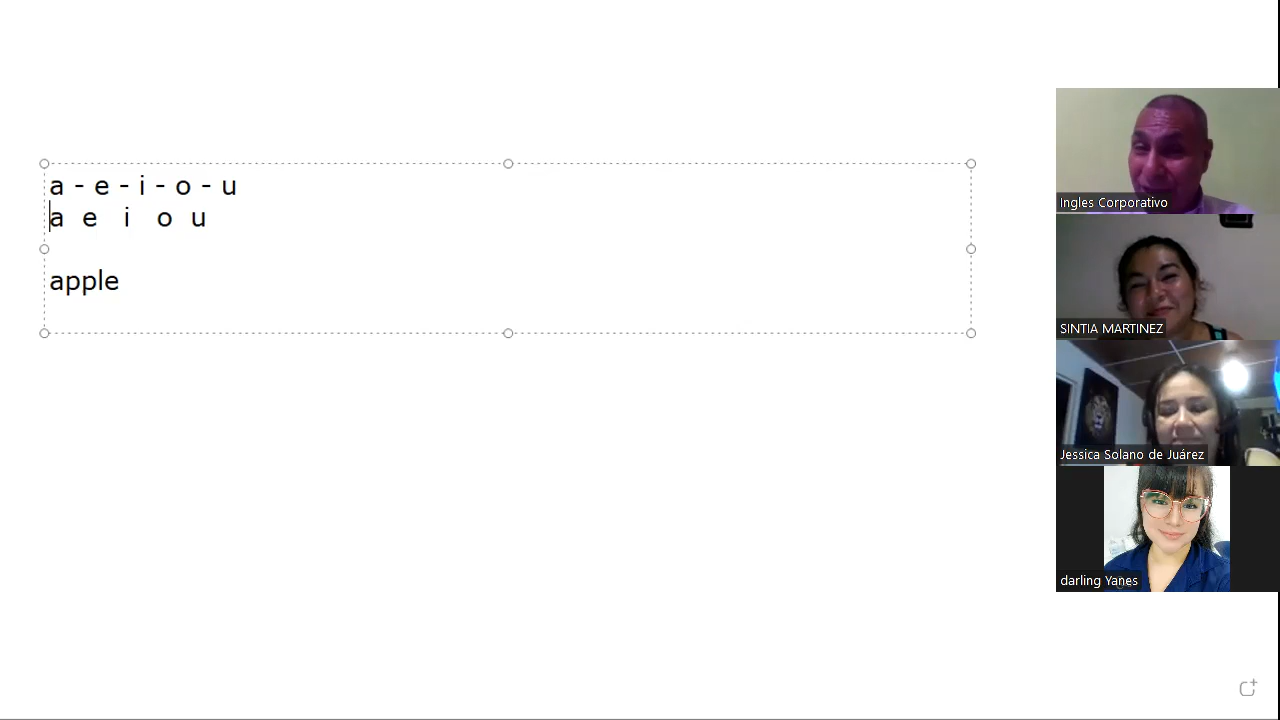 a - e - i - o - u
a e i o u
apple
Ingles Corporativo
SINTIA MARTINEZ
Jessica Solano de Juárez
darling Yanes